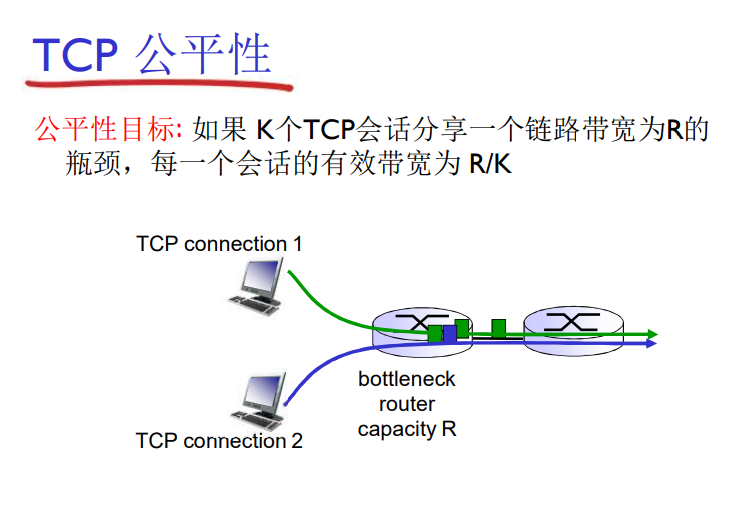 TCP 公平性
公平性目标: 如果 K个TCP会话分享一个链路带宽为R的
瓶颈，每一个会话的有效带宽为 R/K
TCP connection 1
bottleneck
router
capacity R
TCP connection 2